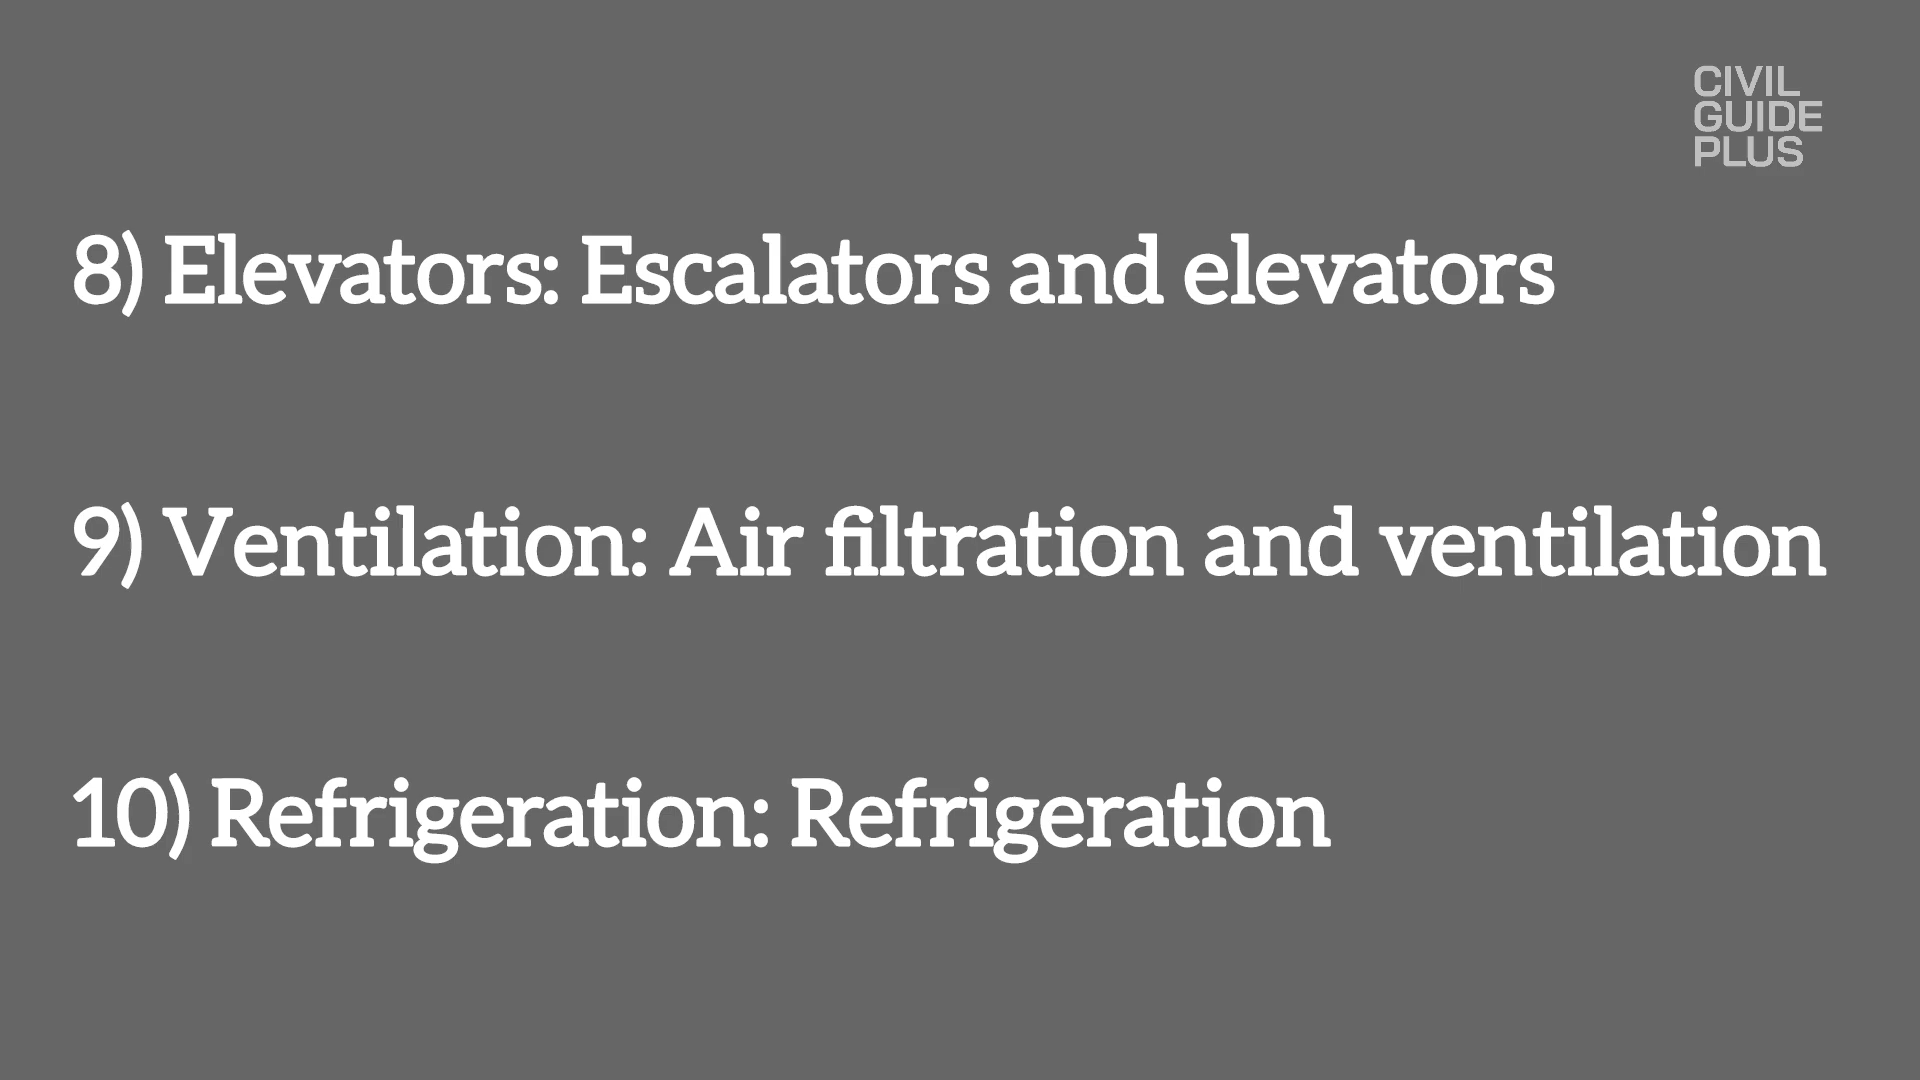 CIVIL
GUIDE
PLUS
8) Elevators: Escalators and elevators
9) Ventilation: Air filtration and ventilation
10) Refrigeration: Refrigeration